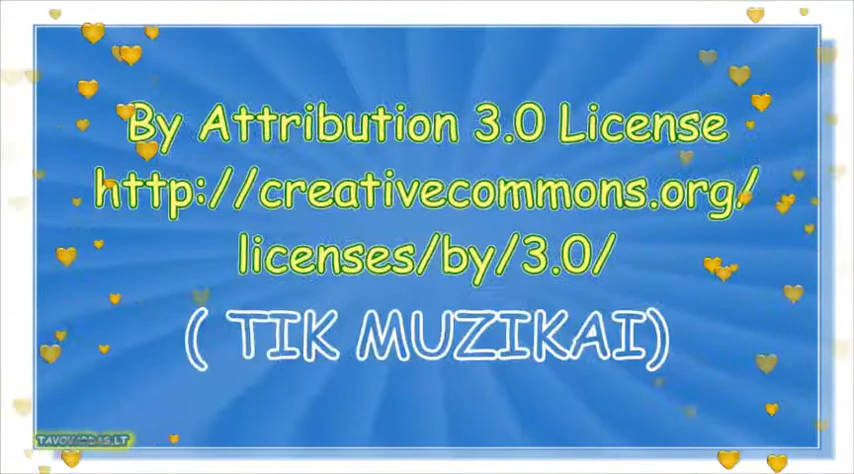 By Attribution 3.0 License
http://creativecommons.org/
licenses/by/3.0/
( TIK MUZIKAI)